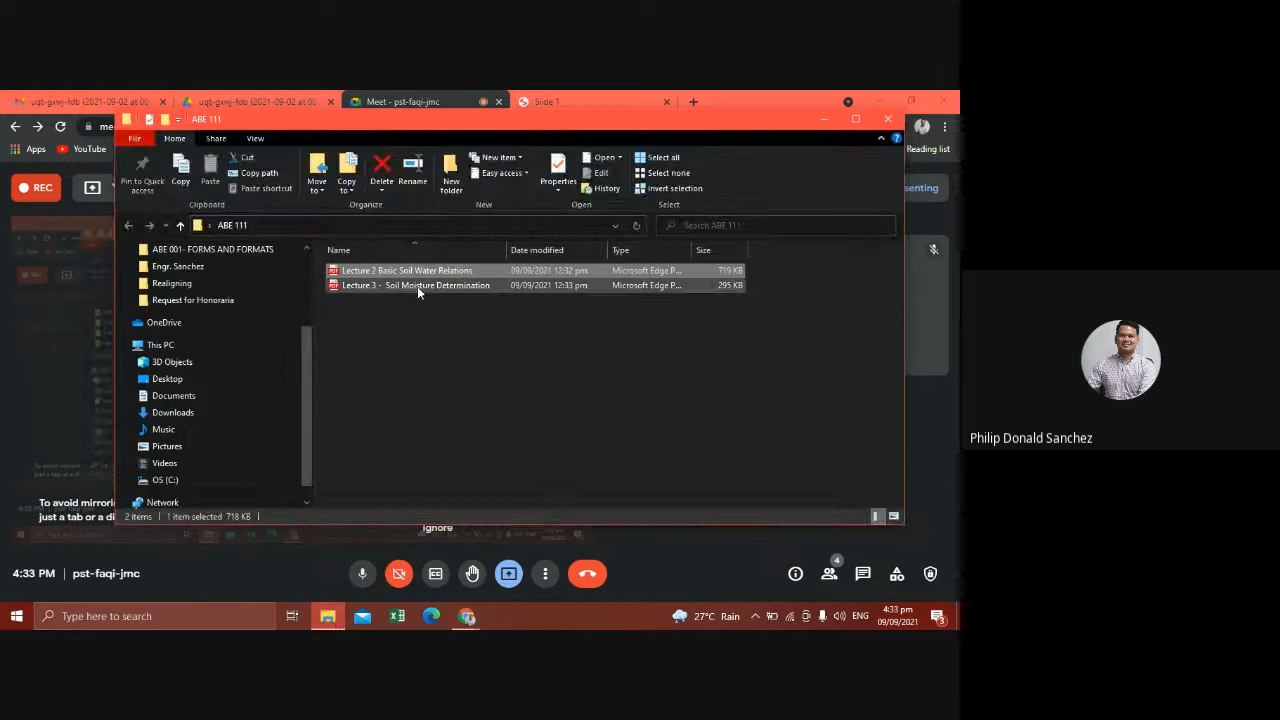 uqt-gxwj-fdb (2021-09-02 at 00
uqt-gxwj-fdb (2021-09-02 at 00
Meet - pst-faqi-jmc
Slide 1
ABE 111
File
Home
Share
View
Apps
YouTube
Reading list
REC
Pin to Quick access
Copy
Paste
Cut
Copy path
Paste shortcut
Clipboard
Move to
Copy to
Delete
Rename
Organize
New folder
New item
Easy access
New
Properties
Open
Edit
History
Open
Select all
Select none
Invert selection
Select
ABE 111
Search ABE 111
Name
Date modified
Type
Size
Lecture 2 Basic Soil Water Relations
09/09/2021 12:32 pm
Microsoft Edge P...
719 KB
Lecture 3 - Soil Moisture Determination
09/09/2021 12:33 pm
Microsoft Edge P...
295 KB
ABE 001- FORMS AND FORMATS
Engr. Sanchez
Realigning
Request for Honoraria
OneDrive
This PC
3D Objects
Desktop
Documents
Downloads
Music
Pictures
Videos
OS (C:)
Network
2 items
1 item selected 718 KB
To avoid mirrori
just a tab or a di
Ignore
Philip Donald Sanchez
4:33 PM | pst-faqi-jmc
4
Type here to search
27°C Rain
ENG
4:33 pm
09/09/2021
3